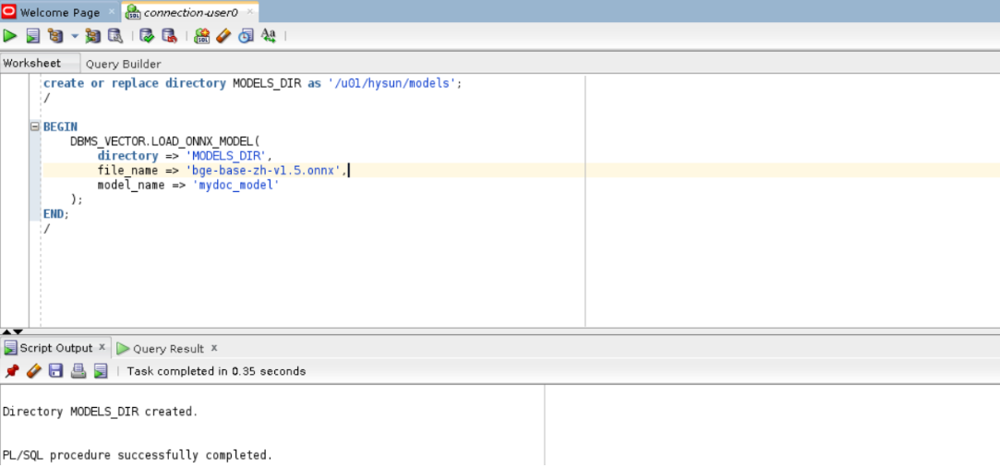 Welcome Page × connection-user0 ×
Worksheet Query Builder
create or replace directory MODELS_DIR as '/u01/hysun/models';
/
BEGIN
DBMS_VECTOR.LOAD_ONNX_MODEL(
directory => 'MODELS_DIR',
file_name => 'bge-base-zh-v1.5.onnx',
model_name => 'mydoc_model'
);
END;
/
Script Output × Query Result ×
Task completed in 0.35 seconds
Directory MODELS_DIR created.
PL/SQL procedure successfully completed.